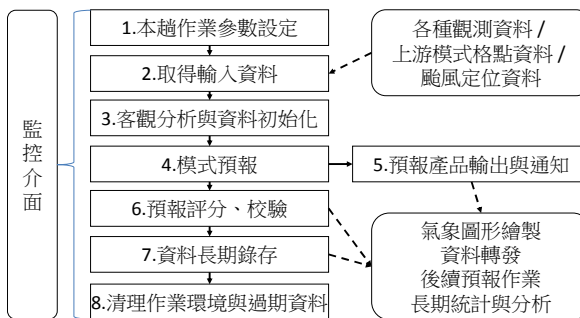 監控介面
1.本趟作業參數設定
2.取得輸入資料
3.客觀分析與資料初始化
4.模式預報
6.預報評分、校驗
7.資料長期錄存
8.清理作業環境與過期資料
各種觀測資料 /
上游模式格點資料 /
颱風定位資料
5.預報產品輸出與通知
氣象圖形繪製
資料轉發
後續預報作業
長期統計與分析